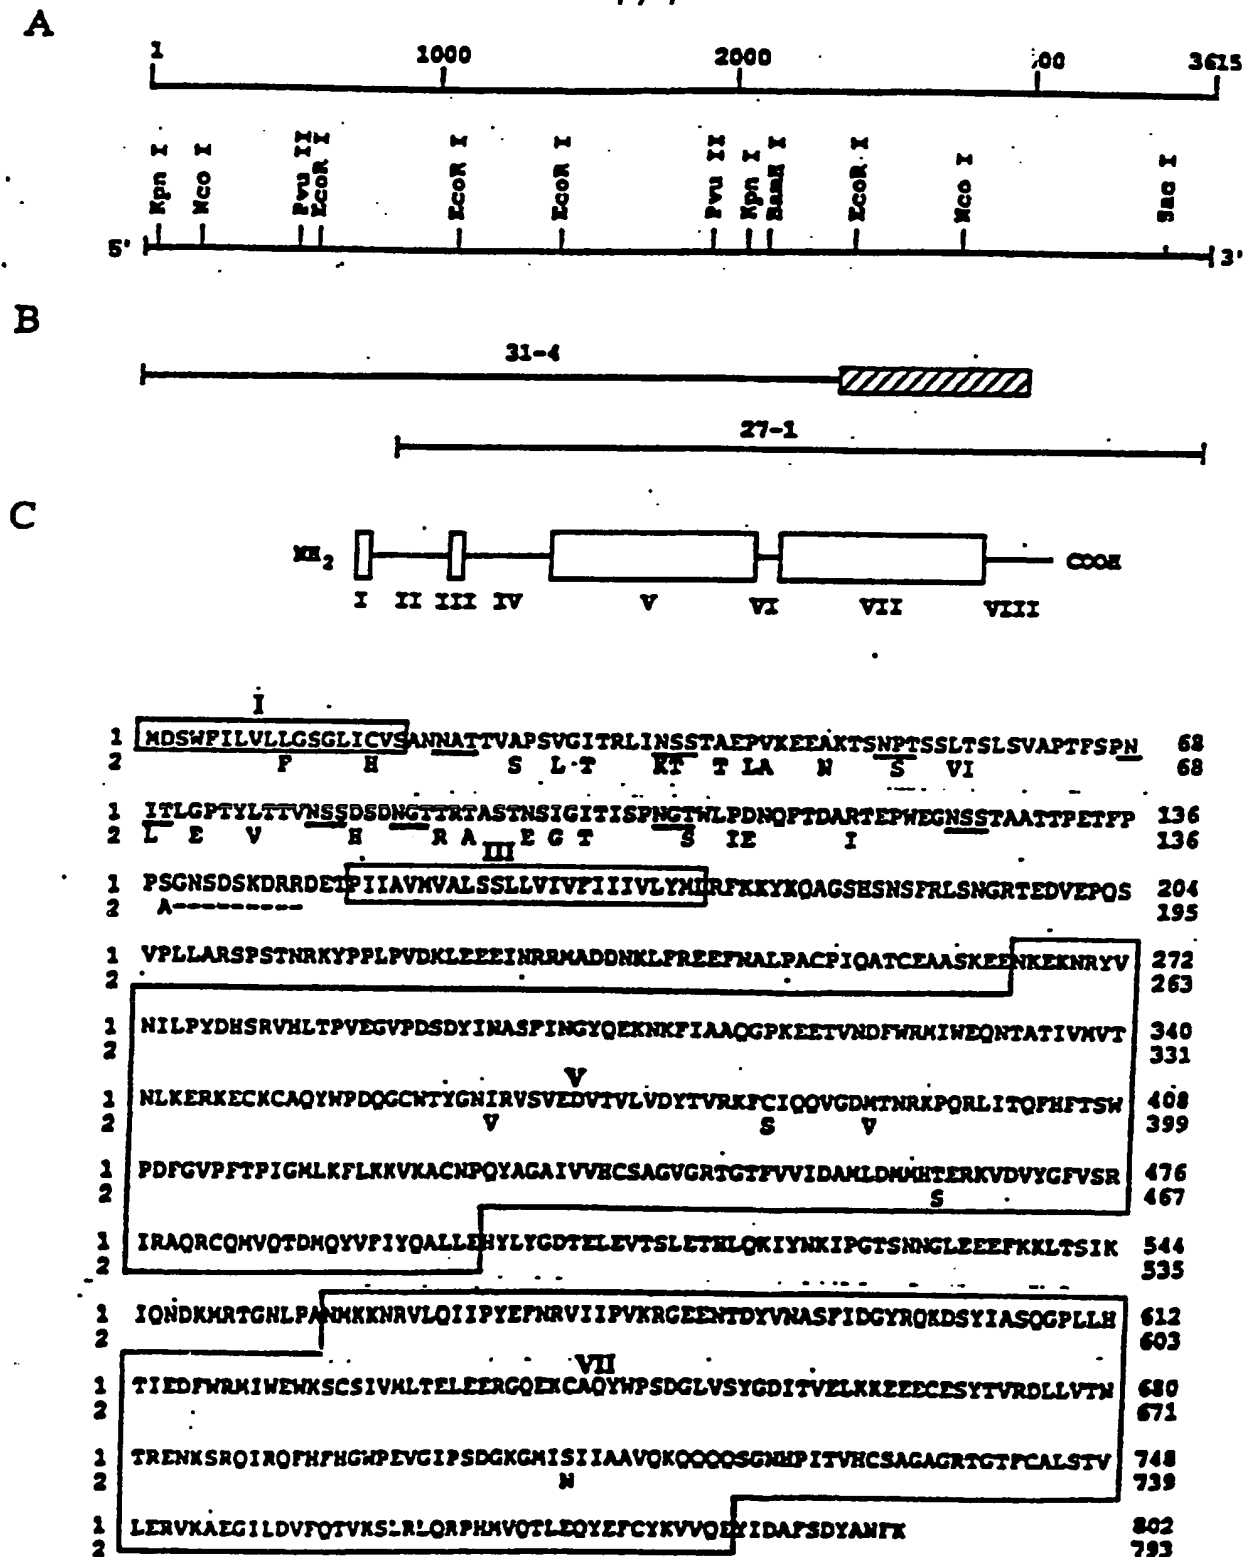 A
1 1000 2000 3615
Kpn I Nco I Pvu II EcoR I EcoR I EcoR I Pvu II Kpn I BamH I EcoR I Nco I Sac I
5' 3'
B
31-4
27-1
C
NH2 COOH
I II III IV V VI VII VIII
I
1 MDSWFILVLLGSGLICVSANNATTVAPSVGITRLINSSTAEPVKEEAKTSNPTSSLTSLSVAPTFSPN 68
2 F H S L T KT T LA N S VI 68
1 ITLGPTYLTTVNSSDSDNGTTRTASTNSIGITISPNGTWLPDNQFTDARTEPWEGNSSTAATTPETFP 136
2 L E V H R A E G T S IE I 136
III
1 PSGNSDSKDRRDETPIIAVMVALSSLLVIVFIIIVLYMLRFKKYKQAGSHSNSFRLSNGRTEDVEPQS 204
2 A--------- 195
1 VPLLARSPSTNRKYPPLPVDKLEEEINRRMADDNKLFREEFNALPACPIQATCEAASKEENKEKNRYV 272
2 263
1 NILPYDHSRVHLTPVEGVPDSDYINASFINGYQEKNKFIAAQGPKEETVNDFWRMIWEQNTATIVMVT 340
2 331
V
1 NLKERKECKCAQYWPDQGCWTYGNIRVSVEDVTVLVDYTVRKFCIQQVGDMTNRKPQRLITQFHFTSW 408
2 V S V 399
1 PDFGVPFTPIGMLKFLKKVKACNPQYAGAIVVHCSAGVGRTGTFVVIDAMLDMMHTERKVDVYGFVSR 476
2 S 467
1 IRAQRCQMVQTDMQYVFIYQALLEHYLYGDTELEVTSLETHLQKIYNKIPGTSNNGLEEEFKKLTSIK 544
2 535
1 IQNDKMRTGNLPANMKKNRVLQIIPYEFNRVIIPVKRGEENTDYVNASFIDGYRQKDSYIASQGPLLH 612
2 603
VII
1 TIEDFWRMIWEWKSCSIVMLTELEERGQEKCAQYWPSDGLVSYGDITVELKKEEECESYTVRDLLVTN 680
2 671
1 TRENKSRQIRQFHFHGWPEVGIPSDGKGMISIIAAVQKQQQQSGNHPITVHCSAGAGRTGTFCALSTV 748
2 N 739
1 LERVKAEGILDVFQTVKSLRLQRPHMVQTLEQYEFCYKVVQEYIDAFSDYANFK 802
2 793